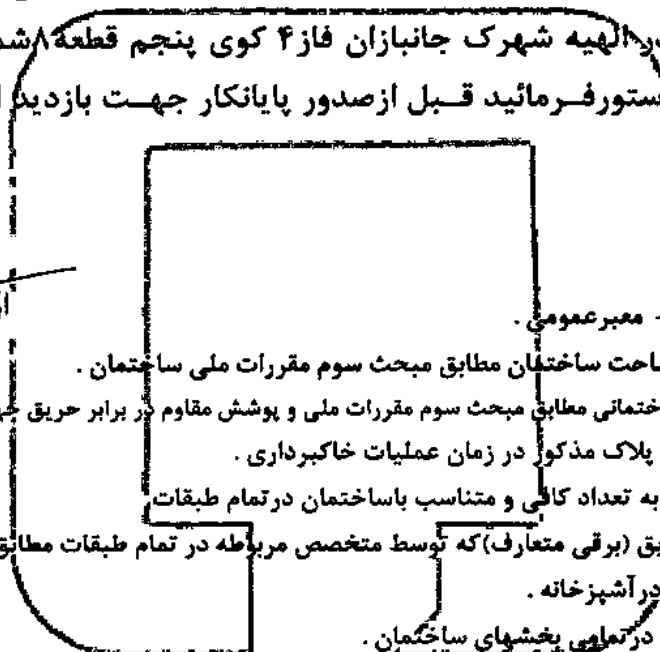 در الهیه شهرک جانبازان فاز۴ کوی پنجم قطعه۸
ستورفرمائید قبل ازصدور پایانکار جهت بازدید
- معبرعمومی .
ساحت ساختمان مطابق مبحث سوم مقررات ملی ساختمان .
ختمانی مطابق مبحث سوم مقررات ملی و پوشش مقاوم در برابر حریق
پلاک مذکور در زمان عملیات خاکبرداری .
به تعداد کافی و متناسب باساختمان درتمام طبقات
یق (برقی متعارف)که توسط متخصص مربوطه در تمام طبقات مطابق
درآشپزخانه .
درتمامی بخشهای ساختمان .